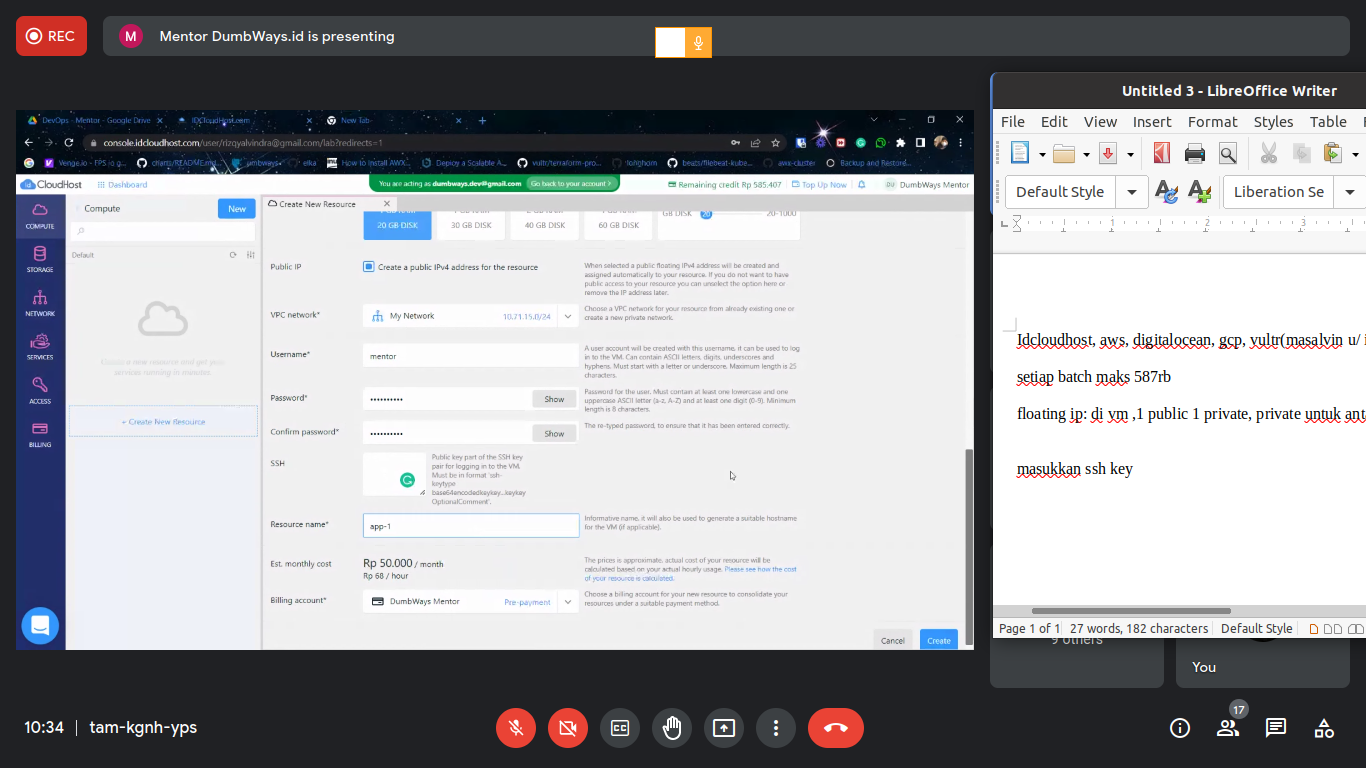 REC
M
Mentor DumbWays.id is presenting
DevOps - Mentor - Google Drive
IDCloudHost.com
New Tab
console.idcloudhost.com/user/rizqyalvindra@gmail.com/lab?redirects=1
Venge.io - FPS
charts/README.md
dumbways
elka
How to Install AWX
Deploy a Scalable A...
vultr/terraform-pro...
beats/filebeat-kube...
aws-cluster
Backup and Restore
CloudHost
Dashboard
You are acting as dumbways.dev@gmail.com
Go back to your account
Remaining credit Rp 585.407
Top Up Now
DU
DumbWays Mentor
COMPUTE
STORAGE
NETWORK
SERVICES
ACCESS
BILLING
Compute
New
Default
Choose a new resource and get your
services running in minutes.
+ Create New Resource
Create New Resource
20 GB DISK
30 GB DISK
40 GB DISK
60 GB DISK
GB DISK
20
20-1000
Public IP
Create a public IPv4 address for the resource
When selected a public floating IPv4 address will be created and
assigned automatically to your resource. If you do not want to have
public access to your resource you can unselect the option here or
remove the IP address later.
VPC network*
My Network
10.71.15.0/24
Choose a VPC network for your resource from already existing one or
create a new private network.
Username*
mentor
A user account will be created with this username, it can be used to log
in to the VM. Can contain ASCII letters, digits, underscores and
hyphens. Must start with a letter or underscore. Maximum length is 25
characters.
Password*
••••••••••
Show
Password for the user. Must contain at least one lowercase and one
uppercase ASCII letter (a-z, A-Z) and at least one digit (0-9). Minimum
length is 8 characters.
Confirm password*
••••••••••
Show
The re-typed password, to ensure that it has been entered correctly.
SSH
Public key part of the SSH key
pair for logging in to the VM.
Must be in format 'ssh-
keytype
base64encodedkeykey...keykey
OptionalComment'.
Resource name*
app-1
Informative name, it will also be used to generate a suitable hostname
for the VM (if applicable).
Est. monthly cost
Rp 50.000 / month
Rp 68 / hour
The prices is approximate, actual cost of your resource will be
calculated based on your actual hourly usage. Please see how the cost
of your resource is calculated.
Billing account*
DumbWays Mentor
Pre-payment
Choose a billing account for your new resource to consolidate your
resources under a suitable payment method.
Cancel
Create
Untitled 3 - LibreOffice Writer
File Edit View Insert Format Styles Table
Default Style
Liberation Se
1 2 3
Idcloudhost, aws, digitalocean, gcp, vultr(masalvin u/
setiap batch maks 587rb
floating ip: di vm ,1 public 1 private, private untuk ant
masukkan ssh key
Page 1 of 1
27 words, 182 characters
Default Style
9 others
You
10:34
tam-kgnh-yps
17